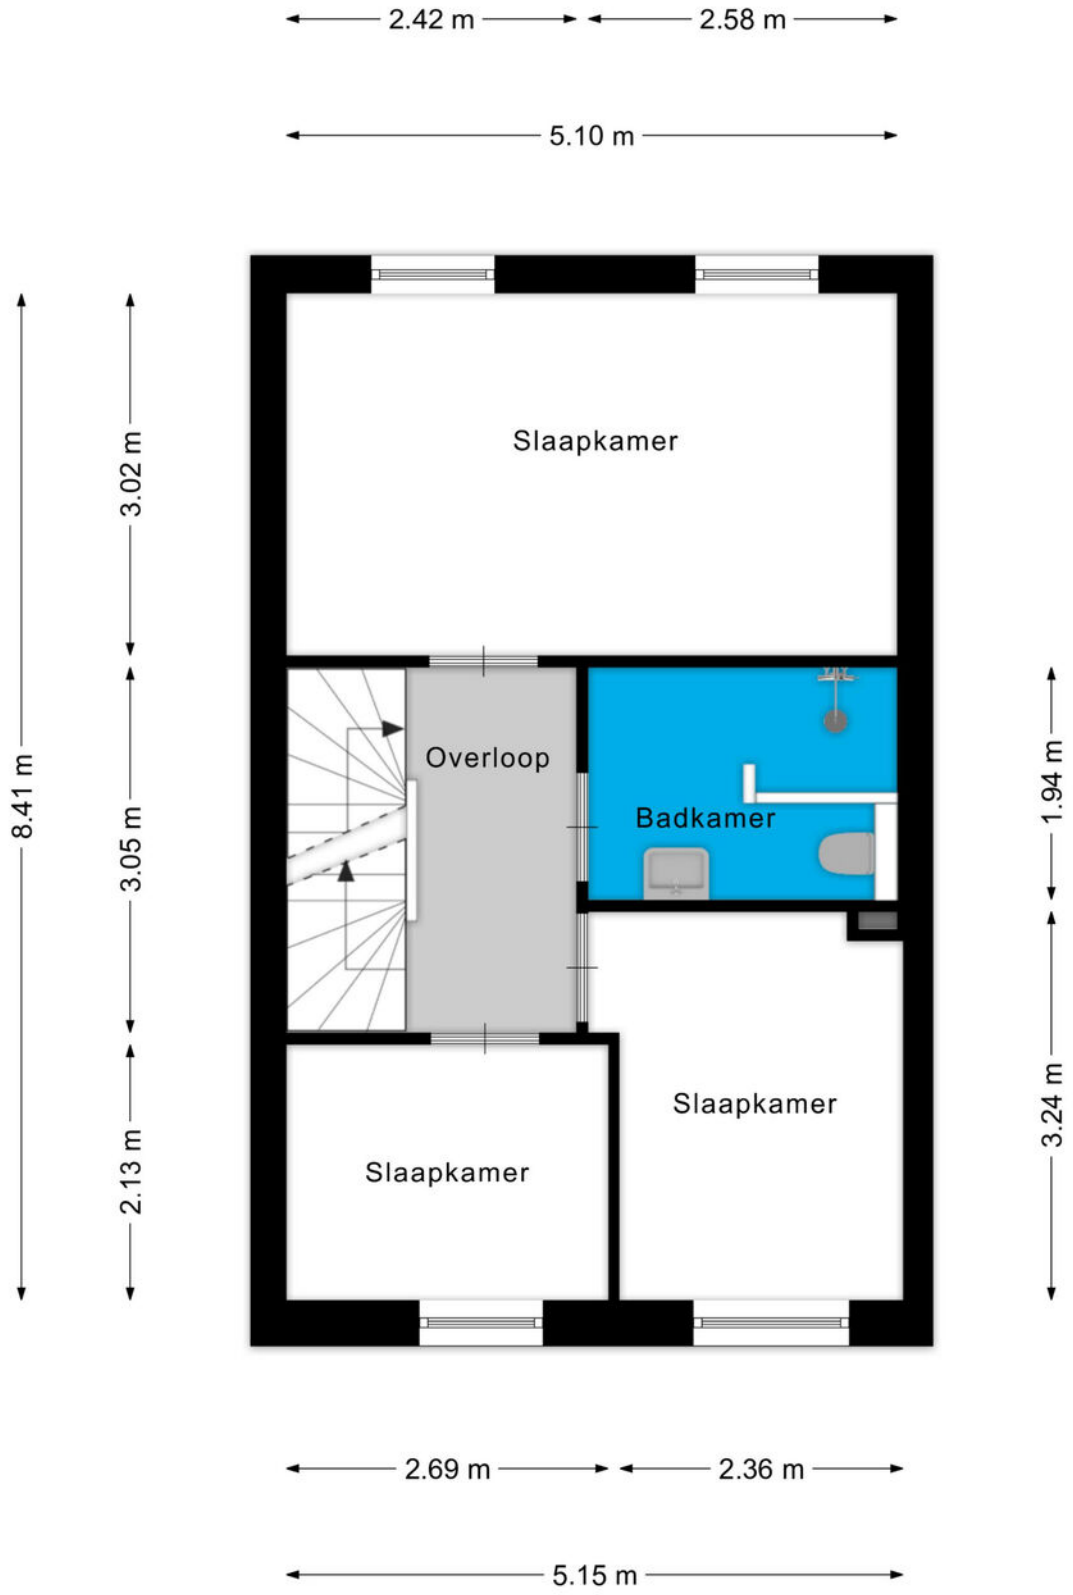 2.42 m
2.58 m
5.10 m
Slaapkamer
3.02 m
8.41 m
3.05 m
Overloop
Badkamer
1.94 m
Slaapkamer
3.24 m
2.13 m
Slaapkamer
2.69 m
2.36 m
5.15 m